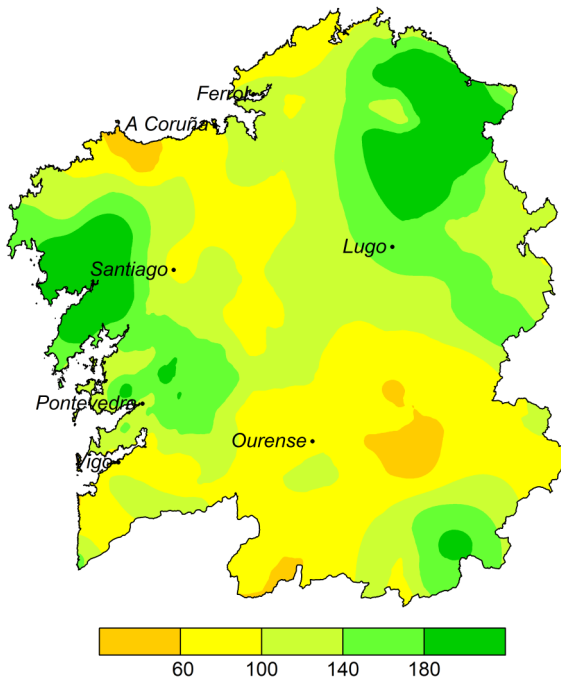 Ferrol
A Coruña
Lugo
Santiago
Pontevedra
Ourense
Vigo
60 100 140 180